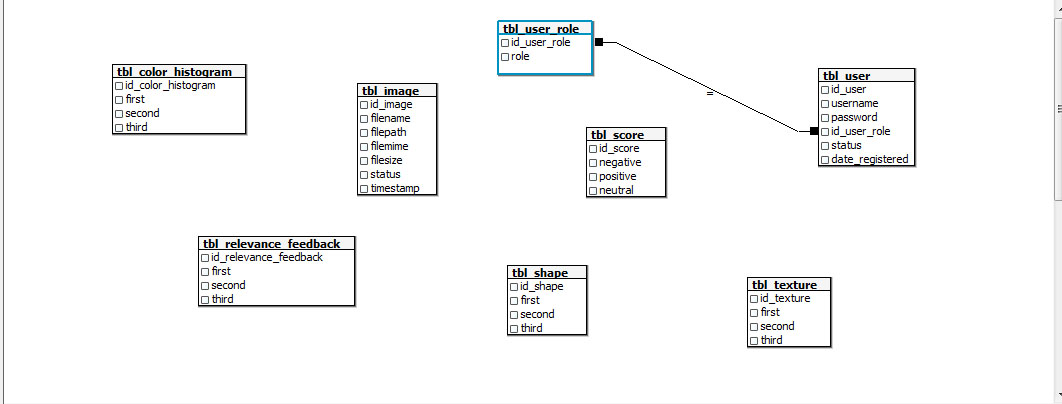 tbl_user_role
id_user_role
role
tbl_color_histogram
id_color_histogram
first
second
third
tbl_image
id_image
filename
filepath
filemime
filesize
status
timestamp
tbl_user
id_user
username
password
id_user_role
status
date_registered
=
tbl_score
id_score
negative
positive
neutral
tbl_relevance_feedback
id_relevance_feedback
first
second
third
tbl_shape
id_shape
first
second
third
tbl_texture
id_texture
first
second
third